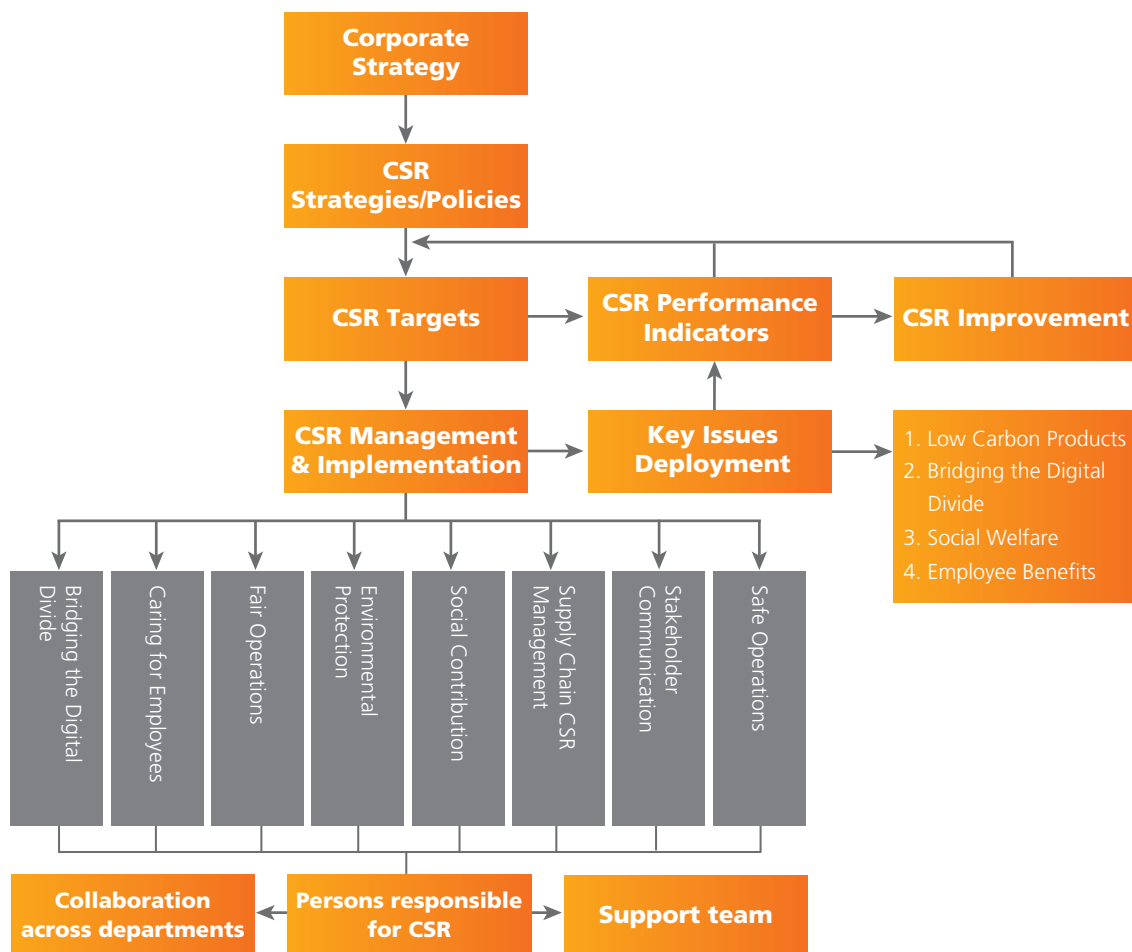 Corporate
Strategy
CSR
Strategies/Policies
CSR Targets
CSR Performance
Indicators
CSR Improvement
CSR Management
& Implementation
Key Issues
Deployment
1. Low Carbon Products
2. Bridging the Digital
Divide
3. Social Welfare
4. Employee Benefits
Bridging the Digital
Divide
Caring for Employees
Fair Operations
Environmental
Protection
Social Contribution
Supply Chain CSR
Management
Stakeholder
Communication
Safe Operations
Collaboration
across departments
Persons responsible
for CSR
Support team